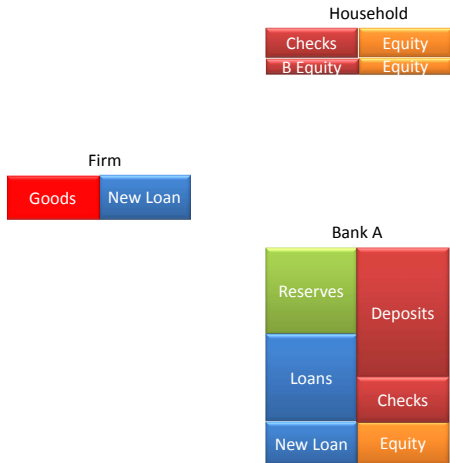 Household
Checks Equity
B Equity Equity
Firm
Goods New Loan
Bank A
Reserves
Deposits
Loans
Checks
New Loan Equity